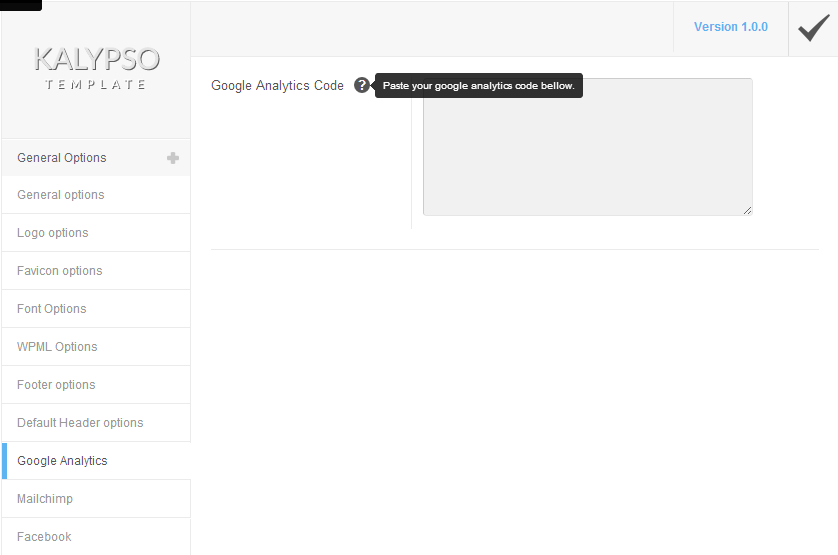 KALYPSO
TEMPLATE
Version 1.0.0
Google Analytics Code ? Paste your google analytics code bellow.
General Options
General options
Logo options
Favicon options
Font Options
WPML Options
Footer options
Default Header options
Google Analytics
Mailchimp
Facebook